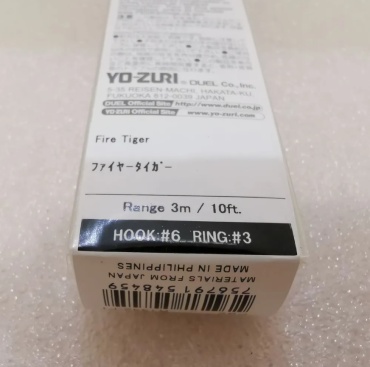 YO-ZURI® DUEL Co.,Inc.
5-35 REISEN-MACHI, HAKATA-KU,
FUKUOKA 812-0039 JAPAN
DUEL Official Site http://www.duel.co.jp
YO-ZURI Official Site www.yo-zuri.com
Fire Tiger
ファイヤータイガー
Range 3m / 10ft.
HOOK:#6 RING:#3
MATERIALS FROM JAPAN
MADE IN PHILIPPINES
756791548459